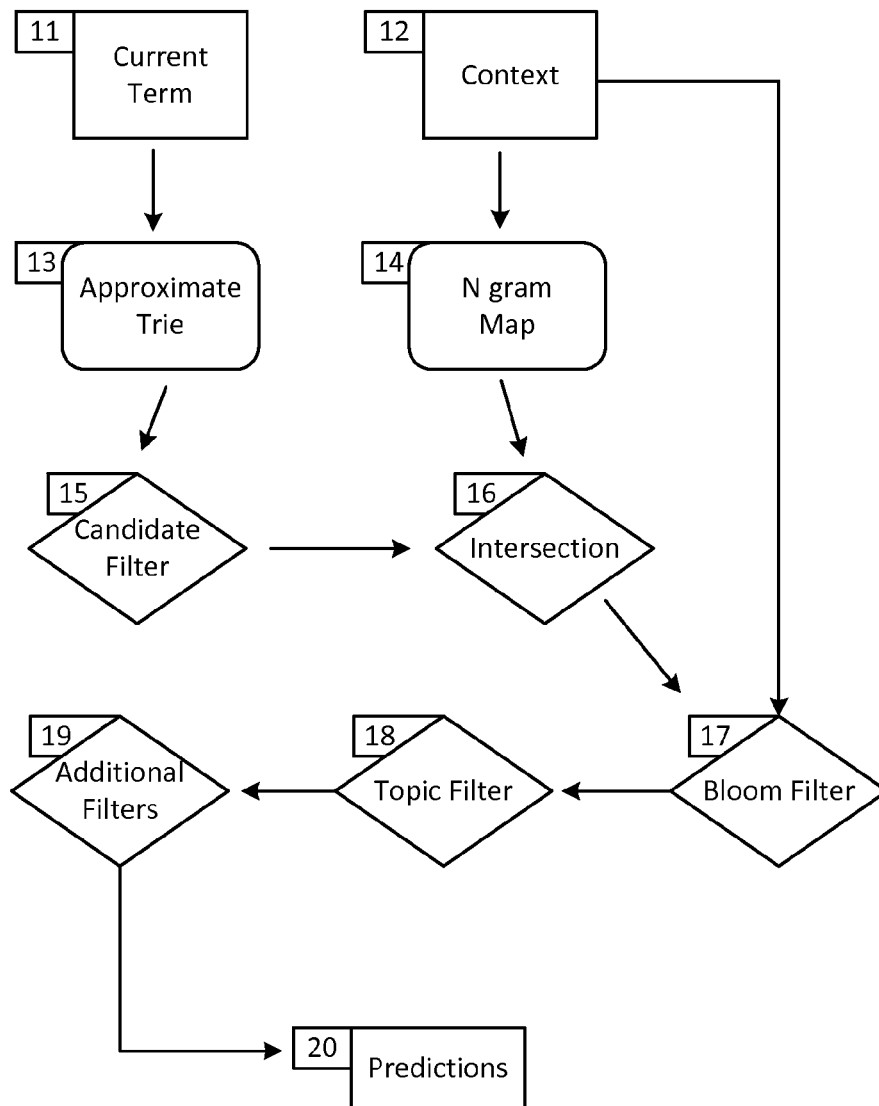 11
Current
Term
12
Context
13
Approximate
Trie
14
N gram
Map
15
Candidate
Filter
16
Intersection
19
Additional
Filters
18
Topic Filter
17
Bloom Filter
20
Predictions